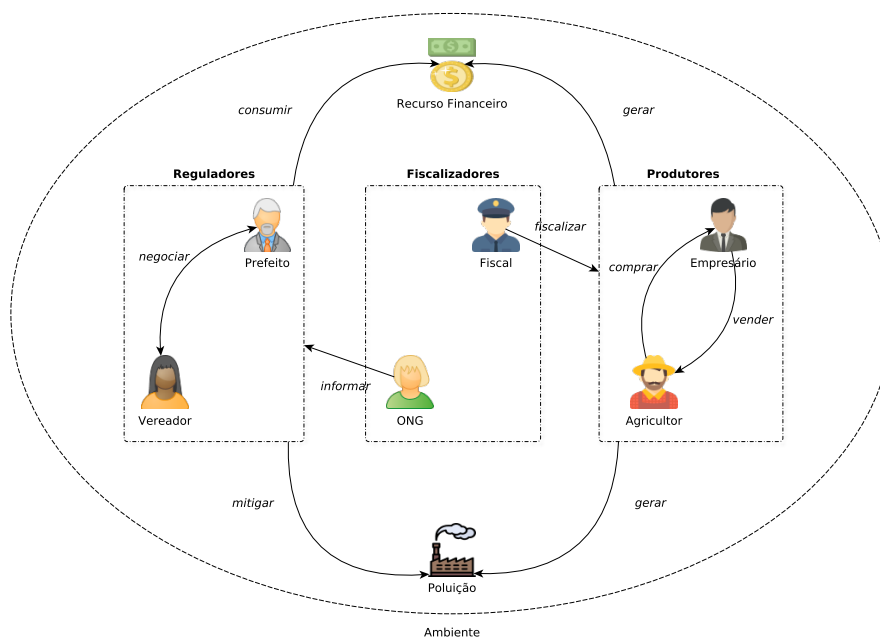 Recurso Financeiro
consumir
gerar
Reguladores
Fiscalizadores
Produtores
negociar
Prefeito
fiscalizar
Fiscal
comprar
Empresário
vender
informar
Vereador
ONG
Agricultor
mitigar
gerar
Poluição
Ambiente